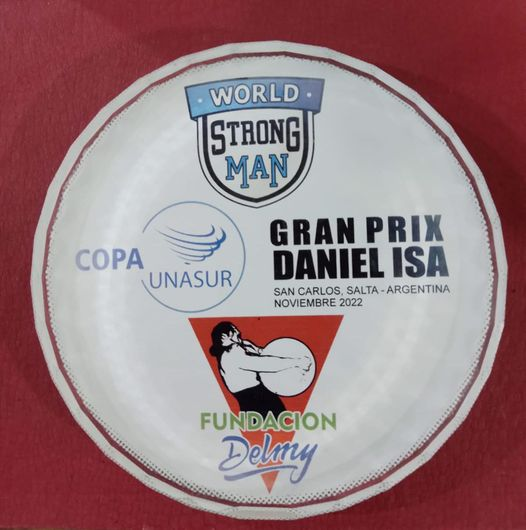 WORLD
STRONG
MAN
COPA
UNASUR
GRAN PRIX
DANIEL ISA
SAN CARLOS, SALTA - ARGENTINA
NOVIEMBRE 2022
FUNDACION
Delmy